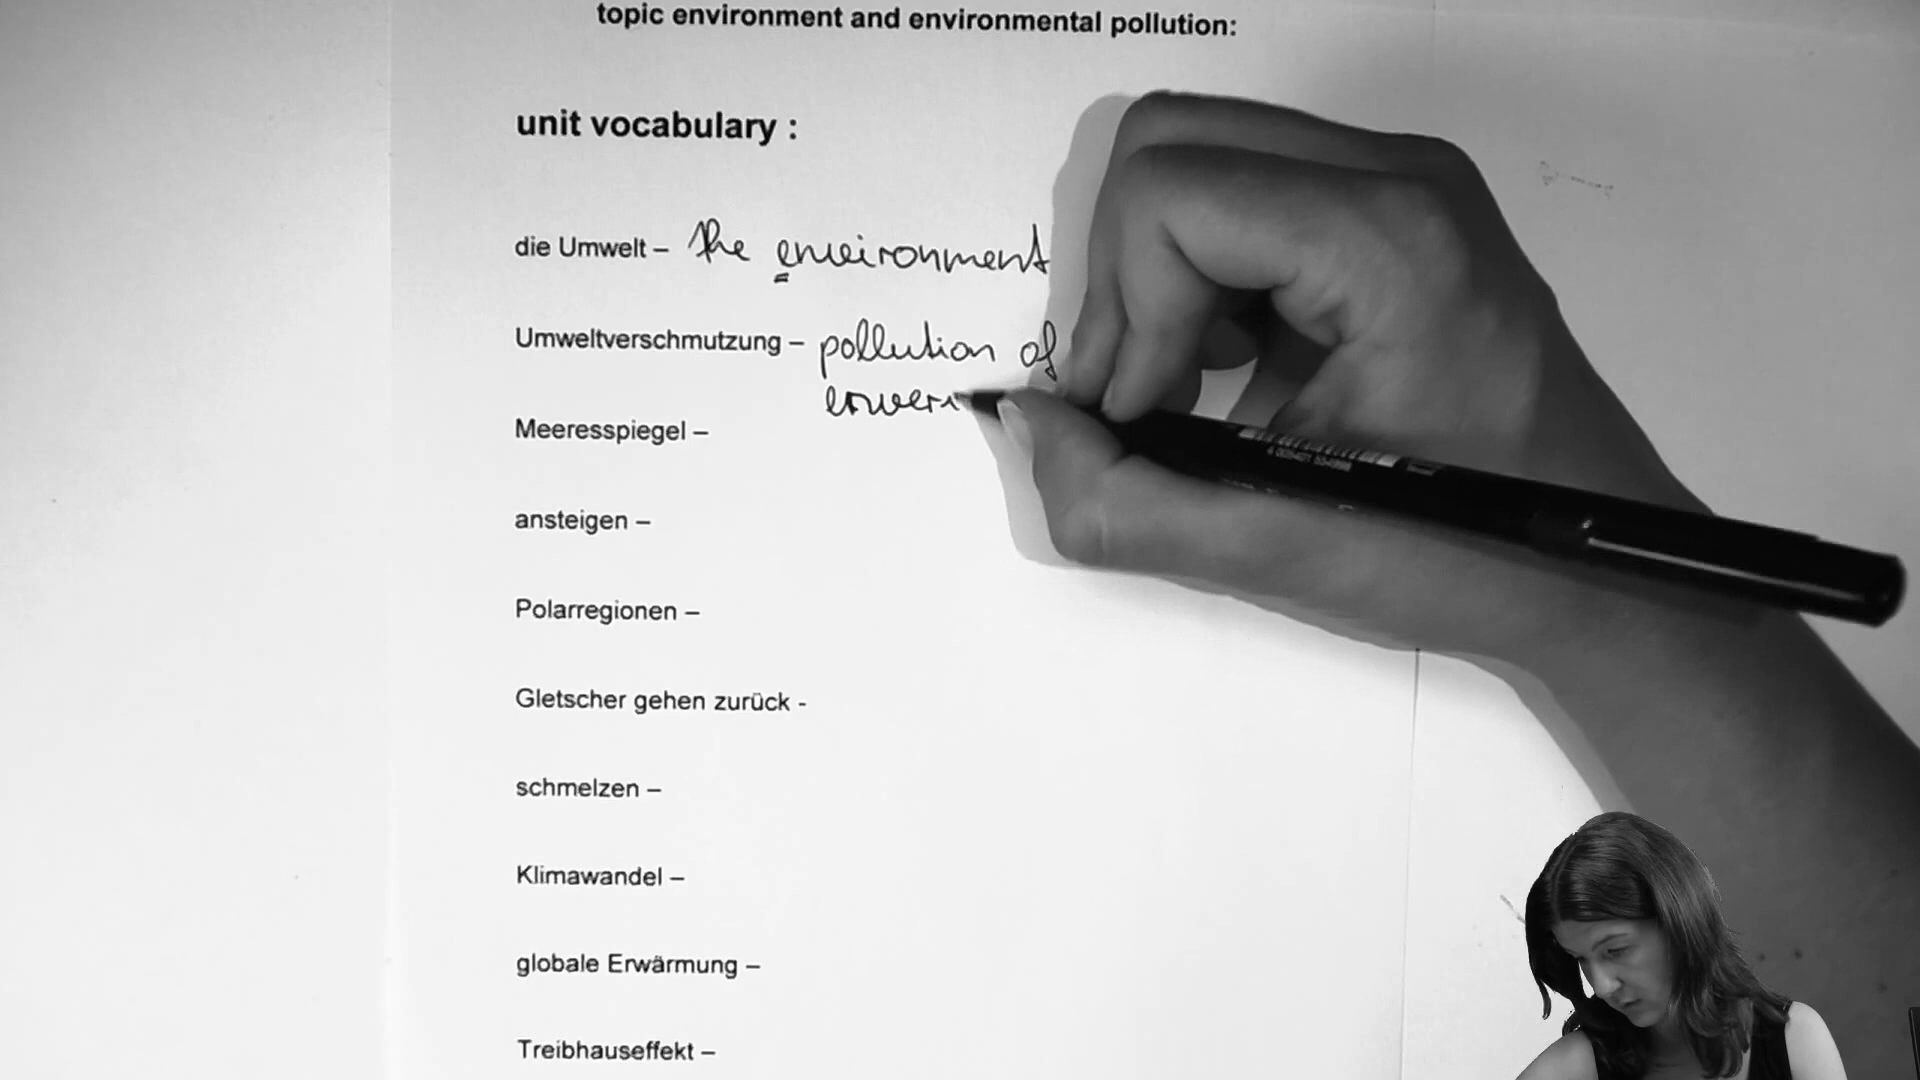 topic environment and environmental pollution:
unit vocabulary :
die Umwelt – the environment
Umweltverschmutzung – pollution of
Meeresspiegel –
ansteigen –
Polarregionen –
Gletscher gehen zurück -
schmelzen –
Klimawandel –
globale Erwärmung –
Treibhauseffekt –